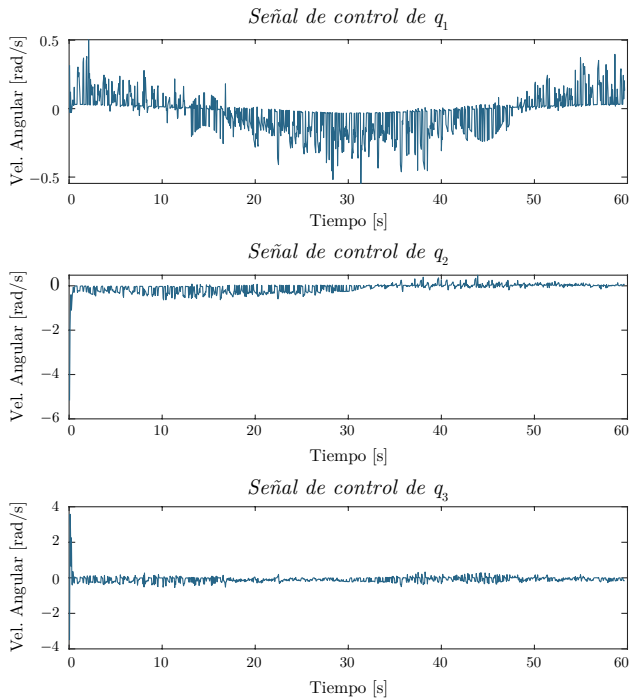 Señal de control de q1
Vel. Angular [rad/s]
0.5
0
−0.5
0 10 20 30 40 50 60
Tiempo [s]
Señal de control de q2
Vel. Angular [rad/s]
0
−2
−4
−6
0 10 20 30 40 50 60
Tiempo [s]
Señal de control de q3
Vel. Angular [rad/s]
4
2
0
−2
−4
0 10 20 30 40 50 60
Tiempo [s]